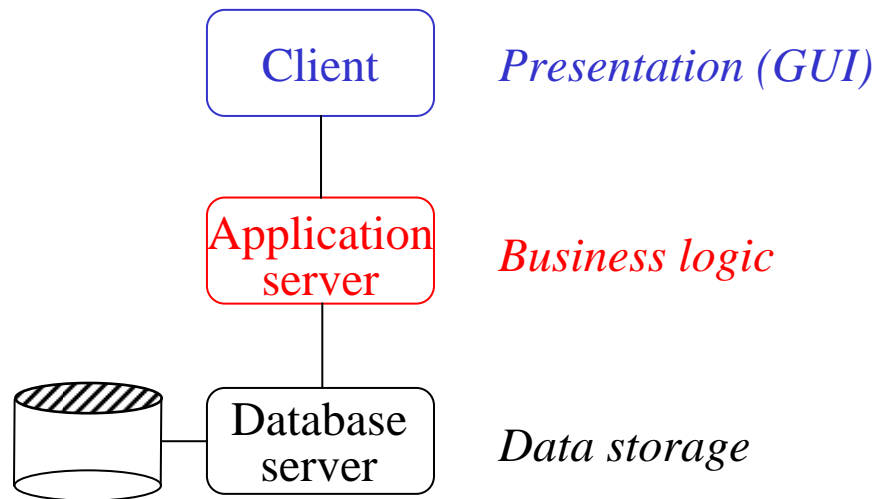 Client
Presentation (GUI)
Application
server
Business logic
Database
server
Data storage